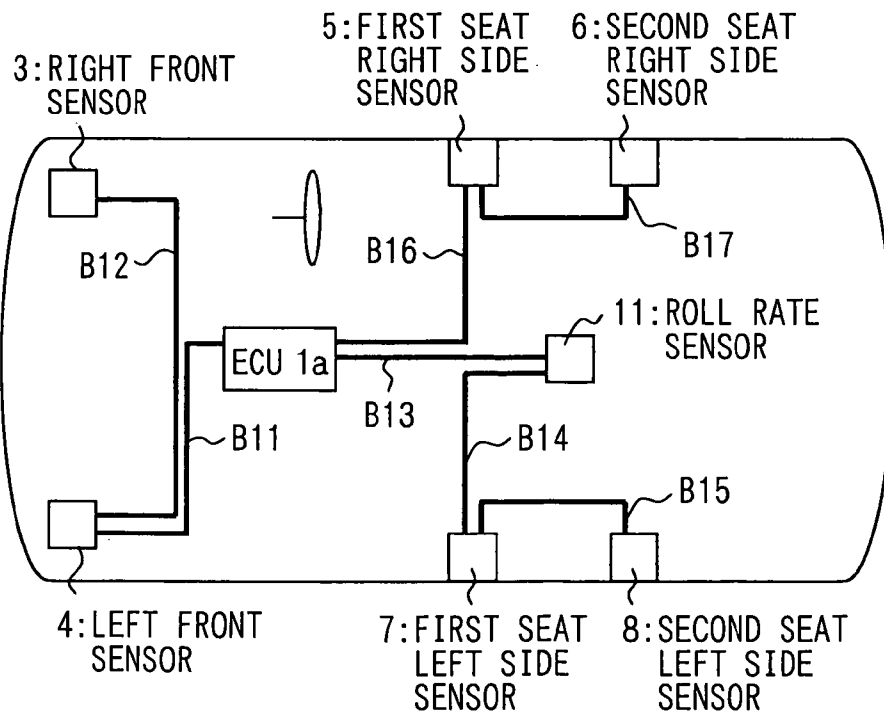 5:FIRST SEAT
RIGHT SIDE
SENSOR
6:SECOND SEAT
RIGHT SIDE
SENSOR
3:RIGHT FRONT
SENSOR
B12
B16
B17
11:ROLL RATE
SENSOR
ECU 1a
B13
B11
B14
B15
4:LEFT FRONT
SENSOR
7:FIRST SEAT
LEFT SIDE
SENSOR
8:SECOND SEAT
LEFT SIDE
SENSOR